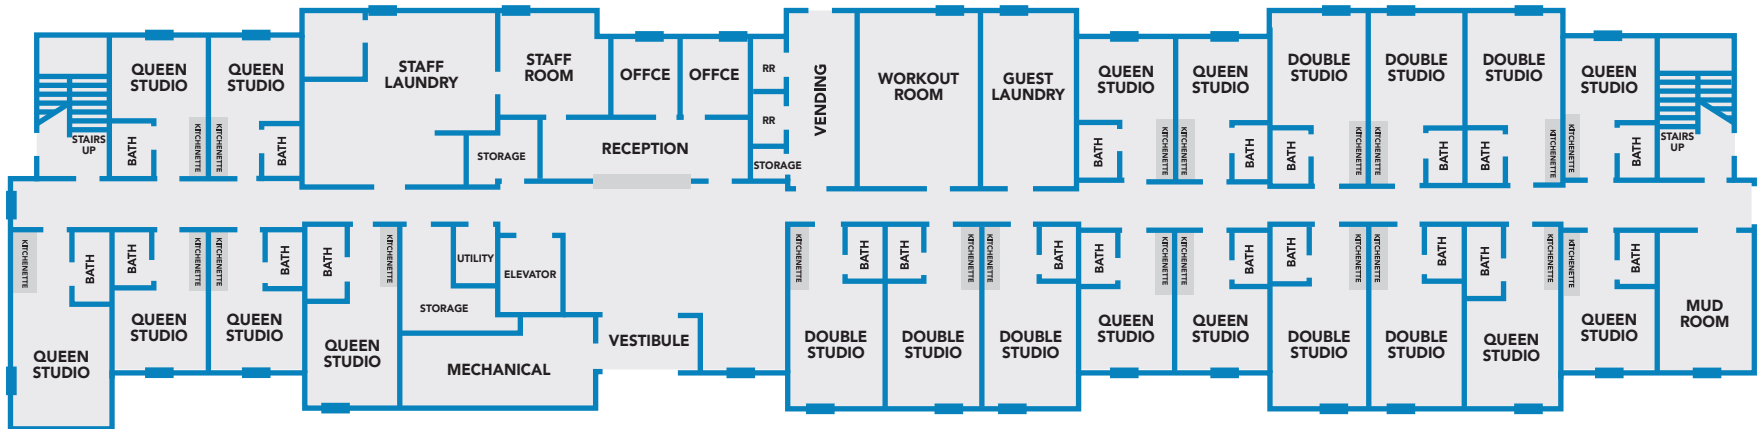 QUEEN
STUDIO
QUEEN
STUDIO
STAFF
LAUNDRY
STAFF
ROOM
OFFCE
OFFCE
RR
RR
STORAGE
VENDING
WORKOUT
ROOM
GUEST
LAUNDRY
QUEEN
STUDIO
QUEEN
STUDIO
DOUBLE
STUDIO
DOUBLE
STUDIO
DOUBLE
STUDIO
QUEEN
STUDIO
STAIRS
UP
BATH
KITCHENETTE
KITCHENETTE
BATH
STORAGE
RECEPTION
BATH
KITCHENETTE
KITCHENETTE
BATH
BATH
KITCHENETTE
KITCHENETTE
BATH
BATH
KITCHENETTE
KITCHENETTE
BATH
STAIRS
UP
KITCHENETTE
BATH
BATH
KITCHENETTE
KITCHENETTE
BATH
BATH
KITCHENETTE
UTILITY
ELEVATOR
STORAGE
KITCHENETTE
BATH
BATH
KITCHENETTE
KITCHENETTE
BATH
BATH
KITCHENETTE
KITCHENETTE
BATH
BATH
KITCHENETTE
KITCHENETTE
BATH
BATH
KITCHENETTE
KITCHENETTE
BATH
QUEEN
STUDIO
QUEEN
STUDIO
QUEEN
STUDIO
QUEEN
STUDIO
MECHANICAL
VESTIBULE
DOUBLE
STUDIO
DOUBLE
STUDIO
DOUBLE
STUDIO
QUEEN
STUDIO
QUEEN
STUDIO
DOUBLE
STUDIO
DOUBLE
STUDIO
QUEEN
STUDIO
QUEEN
STUDIO
MUD
ROOM